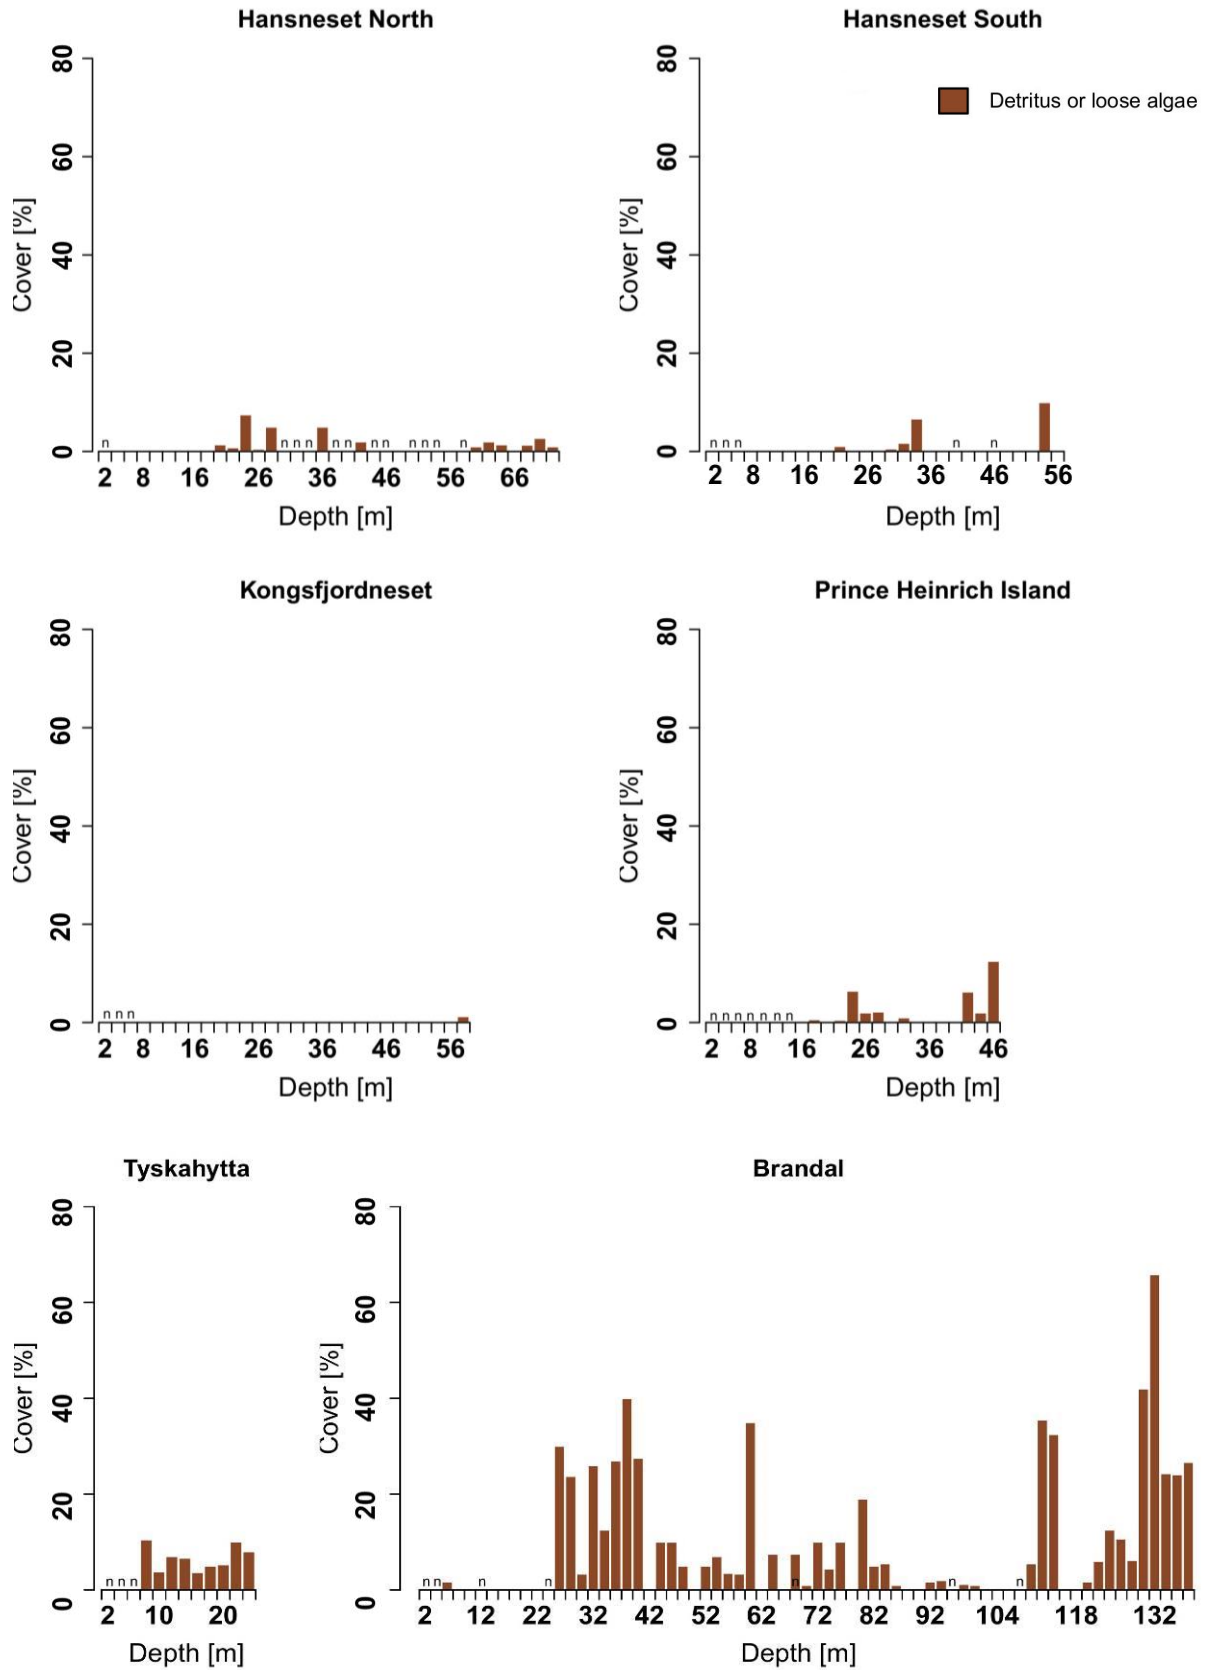 Hansneset North
80
60
40
20
0
Cover [%]
n n n n n n n n n n n n
2 8 16 26 36 46 56 66
Depth [m]
Hansneset South
Detritus or loose algae
80
60
40
20
0
Cover [%]
n n n n n
2 8 16 26 36 46 56
Depth [m]
Kongsfjordneset
80
60
40
20
0
Cover [%]
n n n
2 8 16 26 36 46 56
Depth [m]
Prince Heinrich Island
80
60
40
20
0
Cover [%]
n n n n n n n
2 8 16 26 36 46
Depth [m]
Tyskahytta
80
60
40
20
0
Cover [%]
n n n
2 10 20
Depth [m]
Brandal
80
60
40
20
0
Cover [%]
n n n n n n n
2 12 22 32 42 52 62 72 82 92 104 118 132
Depth [m]